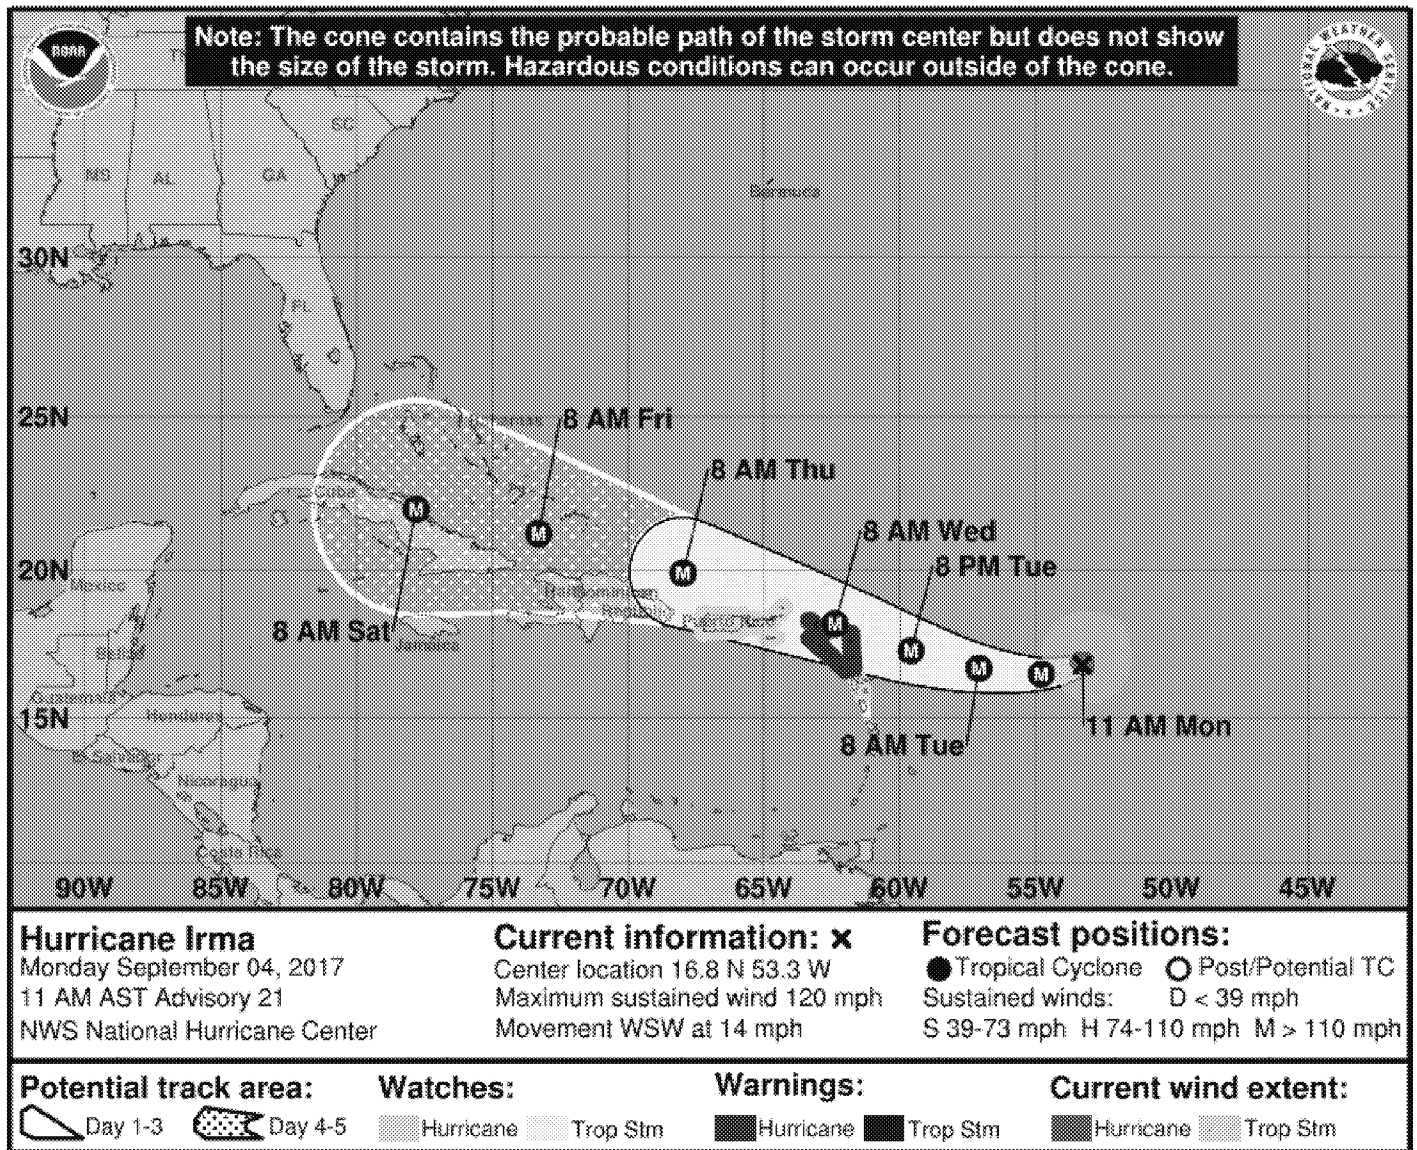 Note: The cone contains the probable path of the storm center but does not show
the size of the storm. Hazardous conditions can occur outside of the cone.
NOAA
NATIONAL WEATHER SERVICE
SC
MS
AL
GA
Bermuda
30N
FL
25N
8 AM Fri
8 AM Thu
Cuba
8 AM Wed
20N
8 PM Tue
Mexico
Dominican
Republic
Puerto Rico
8 AM Sat
Jamaica
Belize
Guatemala
15N
Honduras
11 AM Mon
8 AM Tue
El Salvador
Nicaragua
Costa Rica
90W 85W 80W 75W 70W 65W 60W 55W 50W 45W
M M M M M M M
Hurricane Irma
Monday September 04, 2017
11 AM AST Advisory 21
NWS National Hurricane Center
Current information: x
Center location 16.8 N 53.3 W
Maximum sustained wind 120 mph
Movement WSW at 14 mph
Forecast positions:
Tropical Cyclone Post/Potential TC
Sustained winds: D < 39 mph
S 39-73 mph H 74-110 mph M > 110 mph
Potential track area:
Day 1-3 Day 4-5
Watches:
Hurricane Trop Stm
Warnings:
Hurricane Trop Stm
Current wind extent:
Hurricane Trop Stm